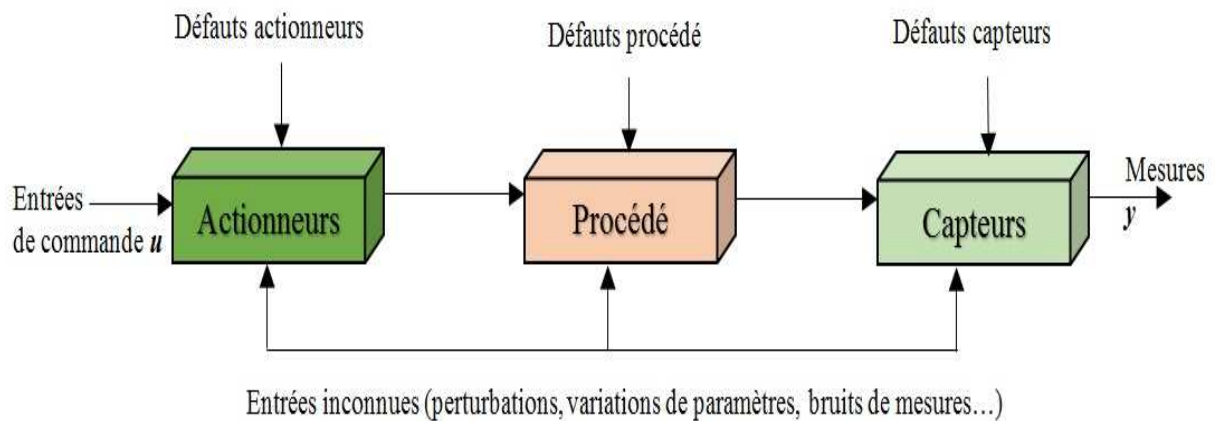 Défauts actionneurs
Défauts procédé
Défauts capteurs
Entrées
de commande u
Actionneurs
Procédé
Capteurs
Mesures
y
Entrées inconnues (perturbations, variations de paramètres, bruits de mesures…)